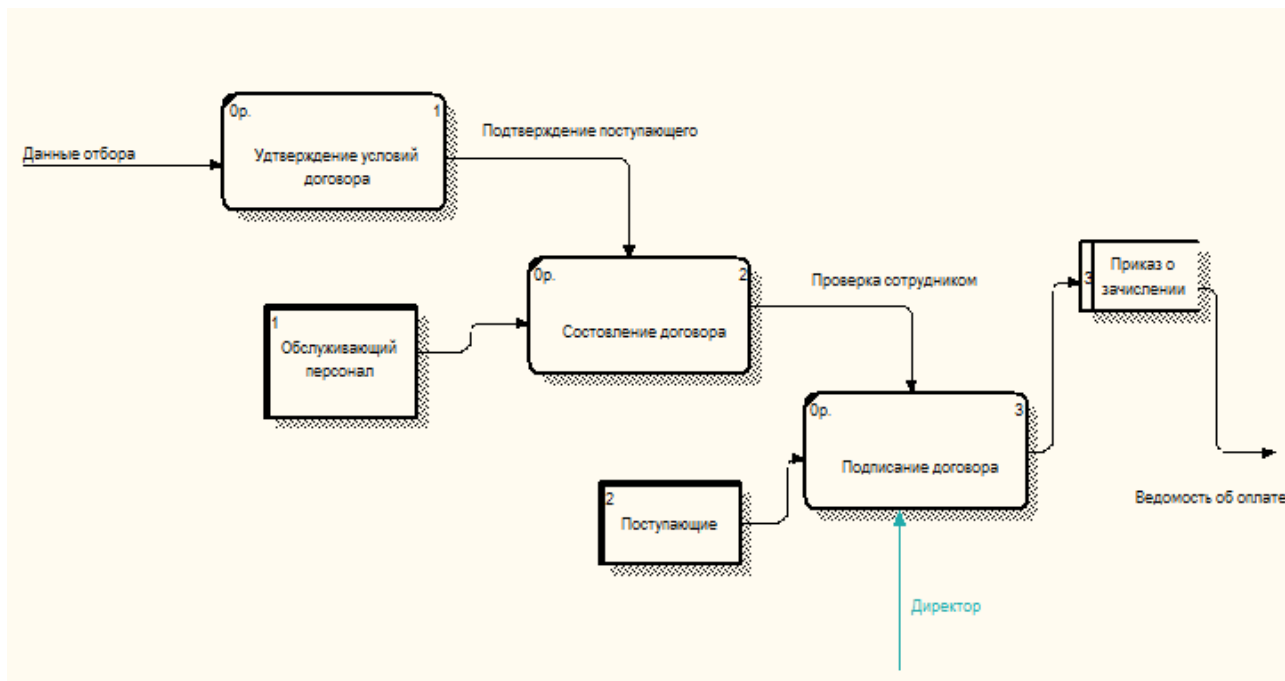 0р. 1
Удтверждение условий
договора
Данные отбора
Подтверждение поступающего
0р. 2
Состовление договора
1
Обслуживающий
персонал
Проверка сотрудником
3
Приказ о
зачислении
0р. 3
Подписание договора
2
Поступающие
Ведомость об оплате
Директор